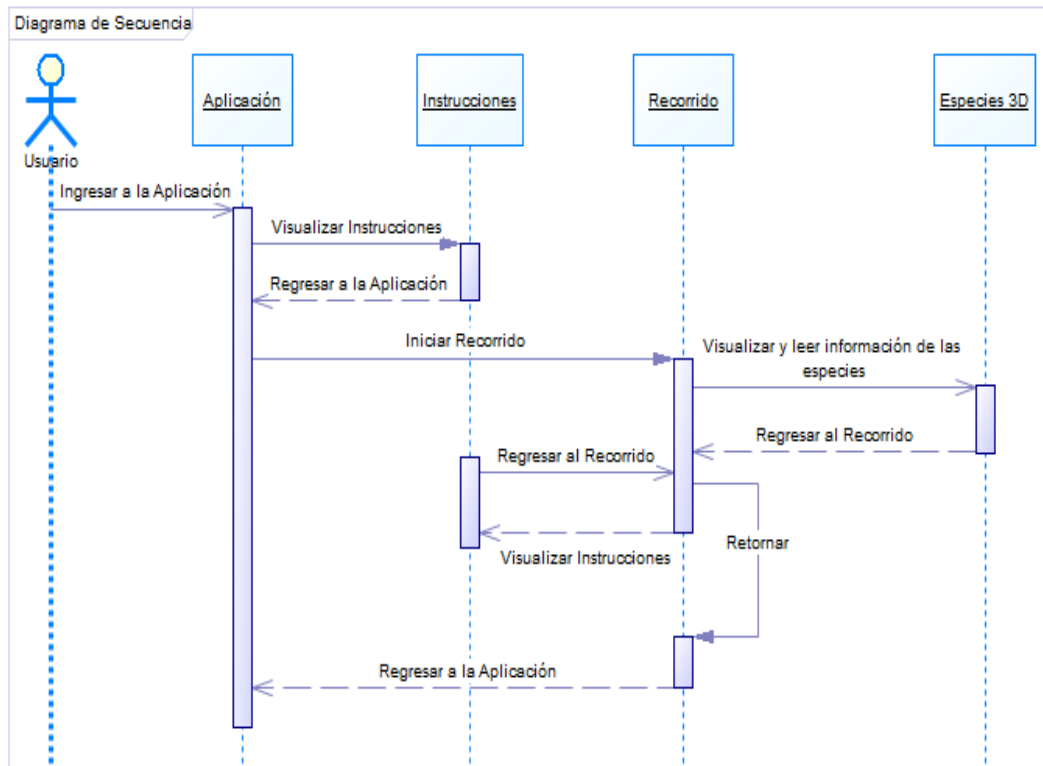 Diagrama de Secuencia
Usuario
Aplicación
Instrucciones
Recorrido
Especies 3D
Ingresar a la Aplicación
Visualizar Instrucciones
Regresar a la Aplicación
Iniciar Recorrido
Visualizar y leer información de las
especies
Regresar al Recorrido
Regresar al Recorrido
Visualizar Instrucciones
Retornar
Regresar a la Aplicación